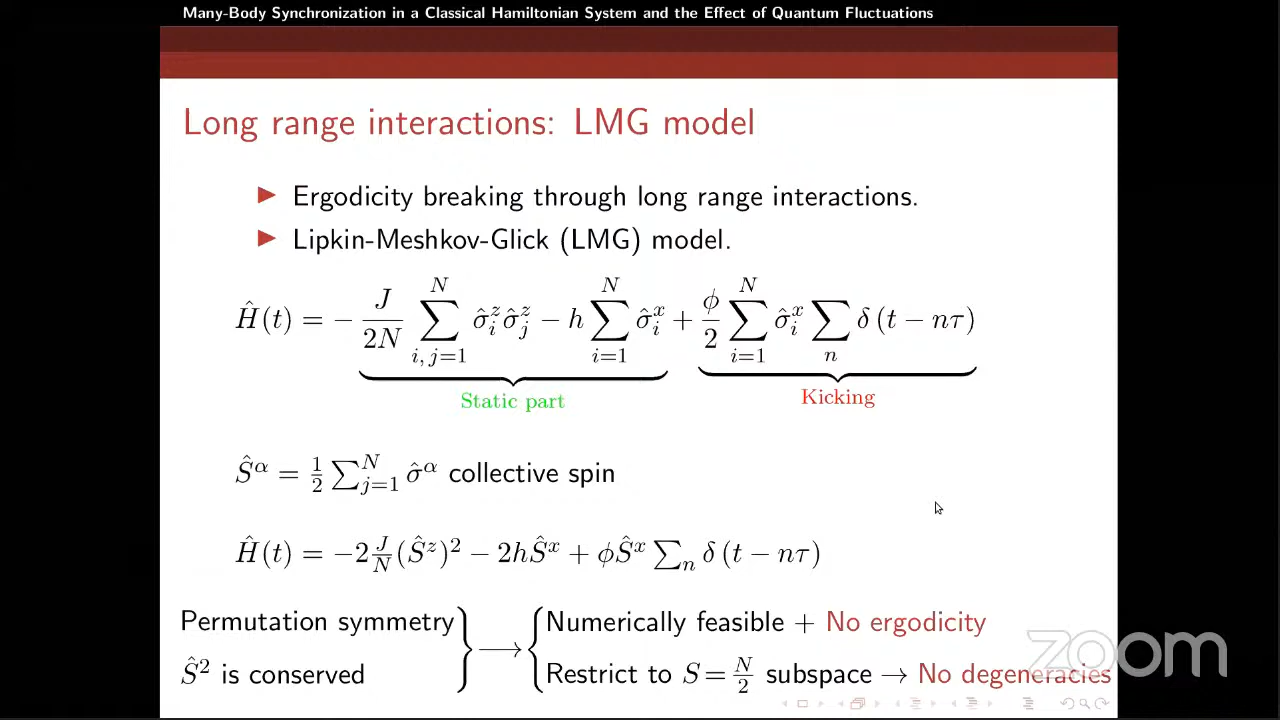 Many-Body Synchronization in a Classical Hamiltonian System and the Effect of Quantum Fluctuations
Long range interactions: LMG model
▶ Ergodicity breaking through long range interactions.
▶ Lipkin-Meshkov-Glick (LMG) model.
Ĥ(t) = − J/2N ∑_{i,j=1}^{N} σ̂_i^z σ̂_j^z − h ∑_{i=1}^{N} σ̂_i^x + ϕ/2 ∑_{i=1}^{N} σ̂_i^x ∑_n δ (t − nτ)
Static part
Kicking
Ŝ^α = 1/2 ∑_{j=1}^{N} σ̂^α collective spin
Ĥ(t) = −2 J/N (Ŝ^z)² − 2hŜ^x + ϕŜ^x ∑_n δ (t − nτ)
Permutation symmetry
Ŝ² is conserved
⟶
Numerically feasible + No ergodicity
Restrict to S = N/2 subspace → No degeneracies
zoom